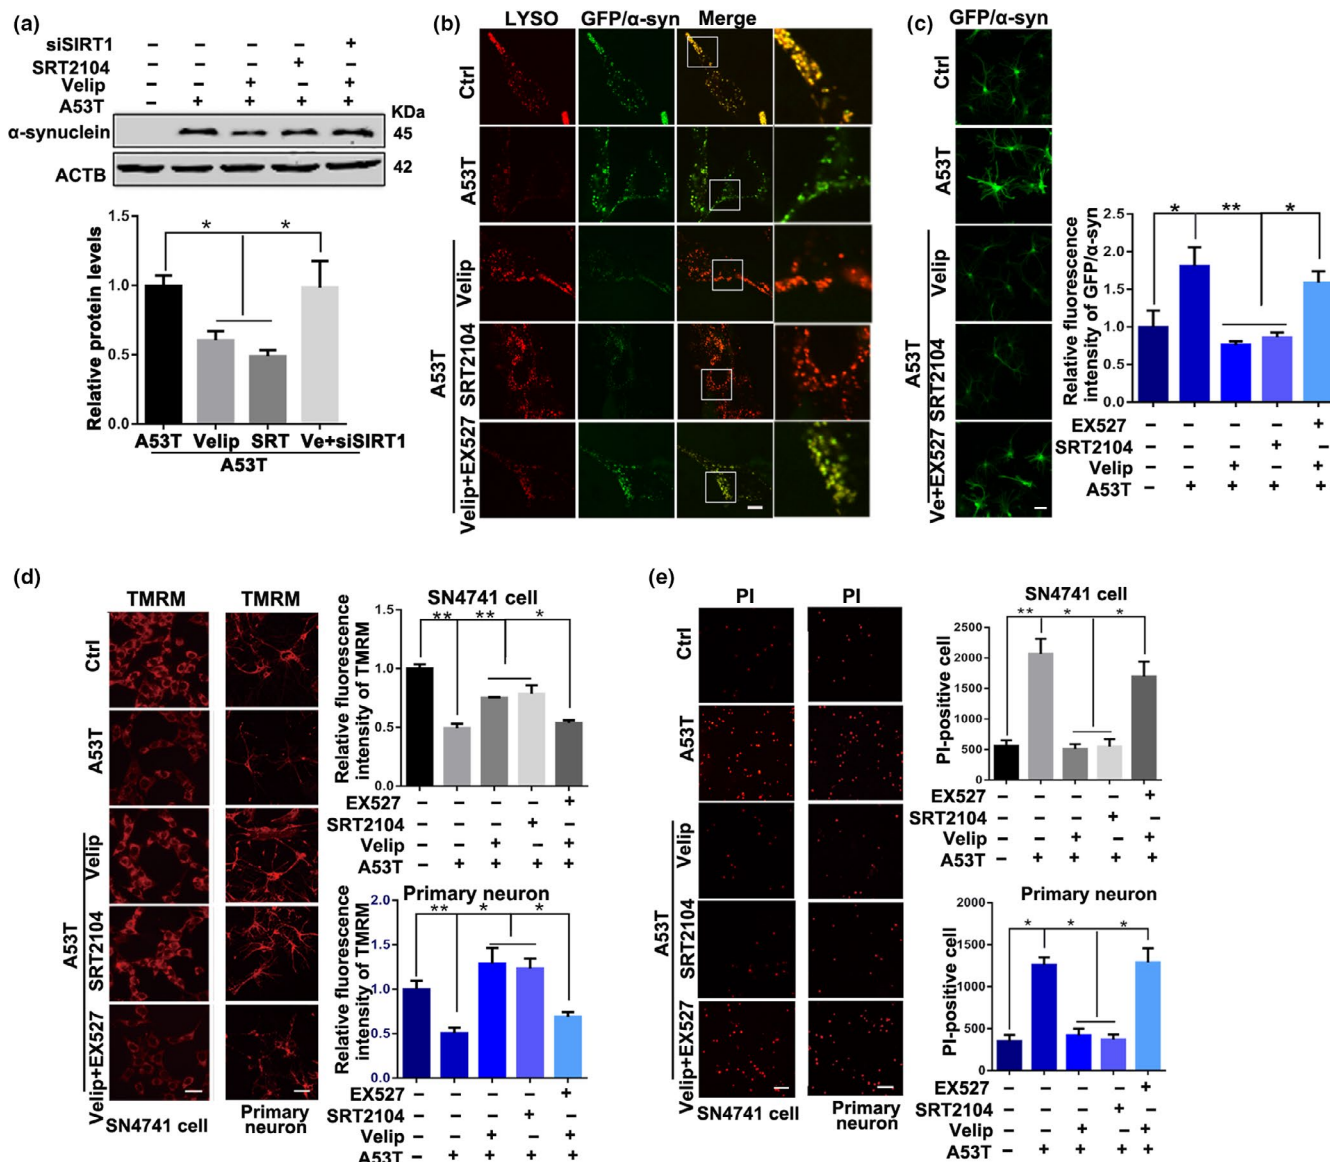 (a)
siSIRT1 – – – – +
SRT2104 – – – + –
Velip – – + – +
A53T – + + + +
KDa
α-synuclein 45
ACTB 42
Relative protein levels
1.5
1.0
0.5
0.0
* *
A53T Velip SRT Ve+siSIRT1
A53T
(b)
LYSO GFP/α-syn Merge
Ctrl
A53T
Velip
SRT2104
Velip+EX527
A53T
(c)
GFP/α-syn
Ctrl
A53T
Velip
SRT2104
Ve+EX527
A53T
Relative fluorescence
intensity of GFP/α-syn
2.5
2.0
1.5
1.0
0.5
0.0
* ** *
EX527 – – – – +
SRT2104 – – – + –
Velip – – + – +
A53T – + + + +
(d)
TMRM TMRM
Ctrl
A53T
Velip
SRT2104
Velip+EX527
A53T
SN4741 cell
Primary
neuron
SN4741 cell
Relative fluorescence
intensity of TMRM
1.5
1.0
0.5
0.0
** ** *
EX527 – – – – +
SRT2104 – – – + –
Velip – – + – +
A53T – + + + +
Primary neuron
Relative fluorescence
intensity of TMRM
2.0
1.5
1.0
0.5
0.0
** * *
EX527 – – – – +
SRT2104 – – – + –
Velip – – + – +
A53T – + + + +
(e)
PI PI
Ctrl
A53T
Velip
SRT2104
Velip+EX527
A53T
SN4741 cell
Primary
neuron
SN4741 cell
PI-positive cell
2500
2000
1500
1000
500
0
** * *
EX527 – – – – +
SRT2104 – – – + –
Velip – – + – +
A53T – + + + +
Primary neuron
PI-positive cell
2000
1500
1000
500
0
* * *
EX527 – – – – +
SRT2104 – – – + –
Velip – – + – +
A53T – + + + +